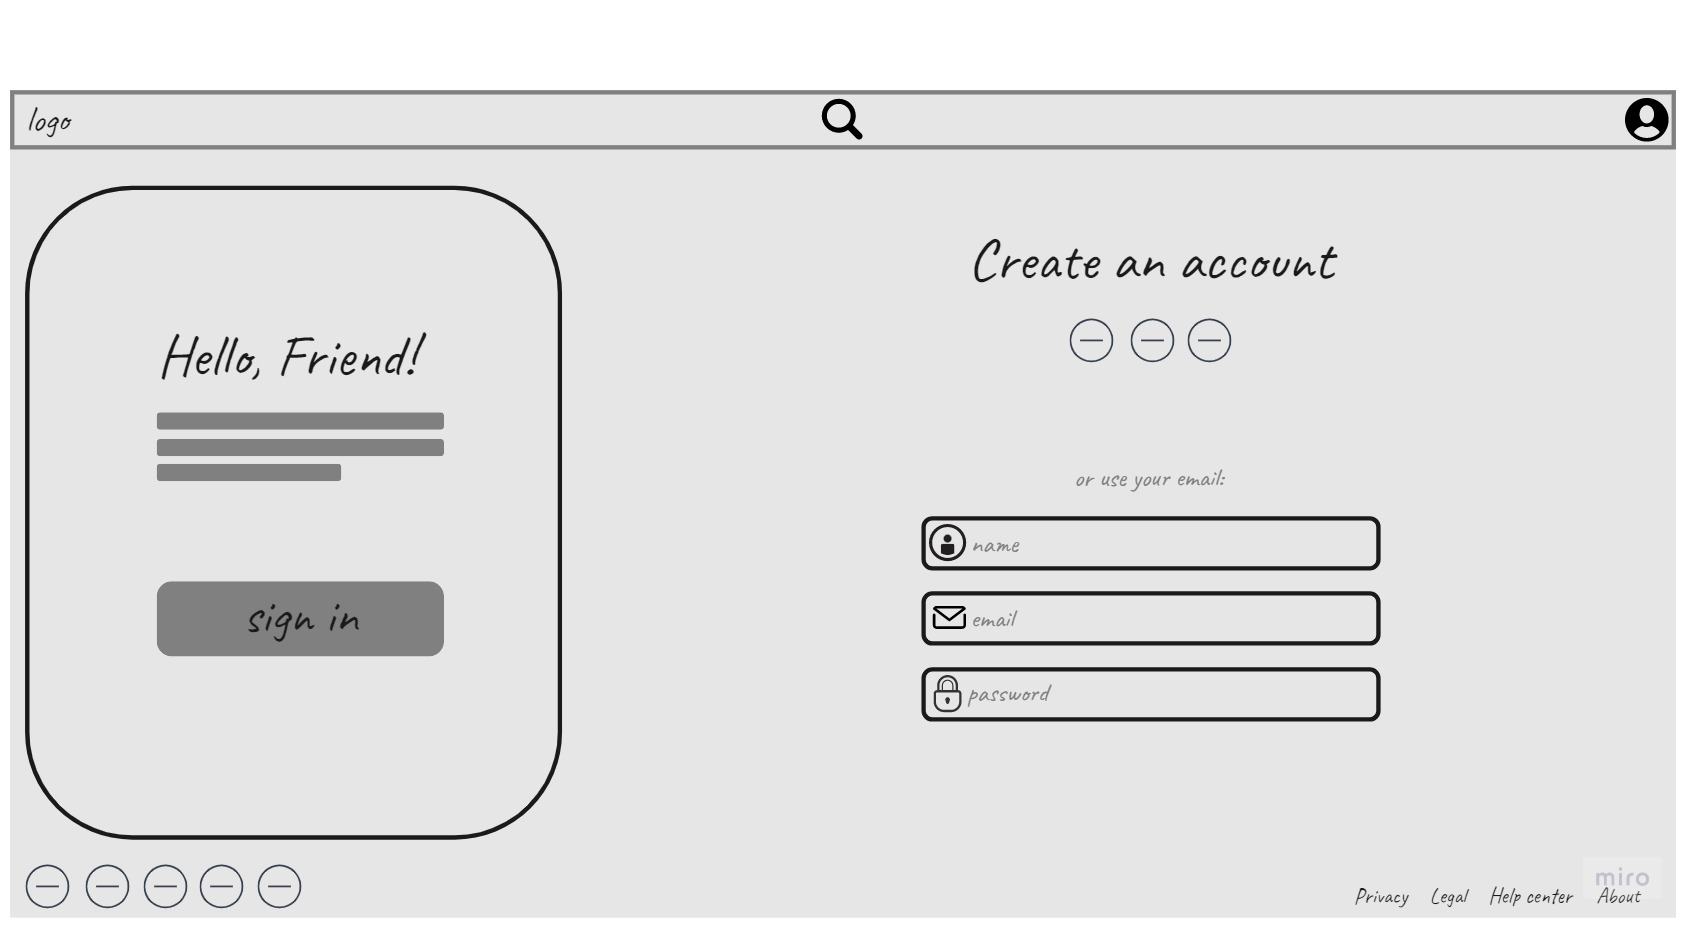 logo
Hello, Friend!
sign in
Create an account
or use your email:
name
email
password
miro
Privacy Legal Help center About